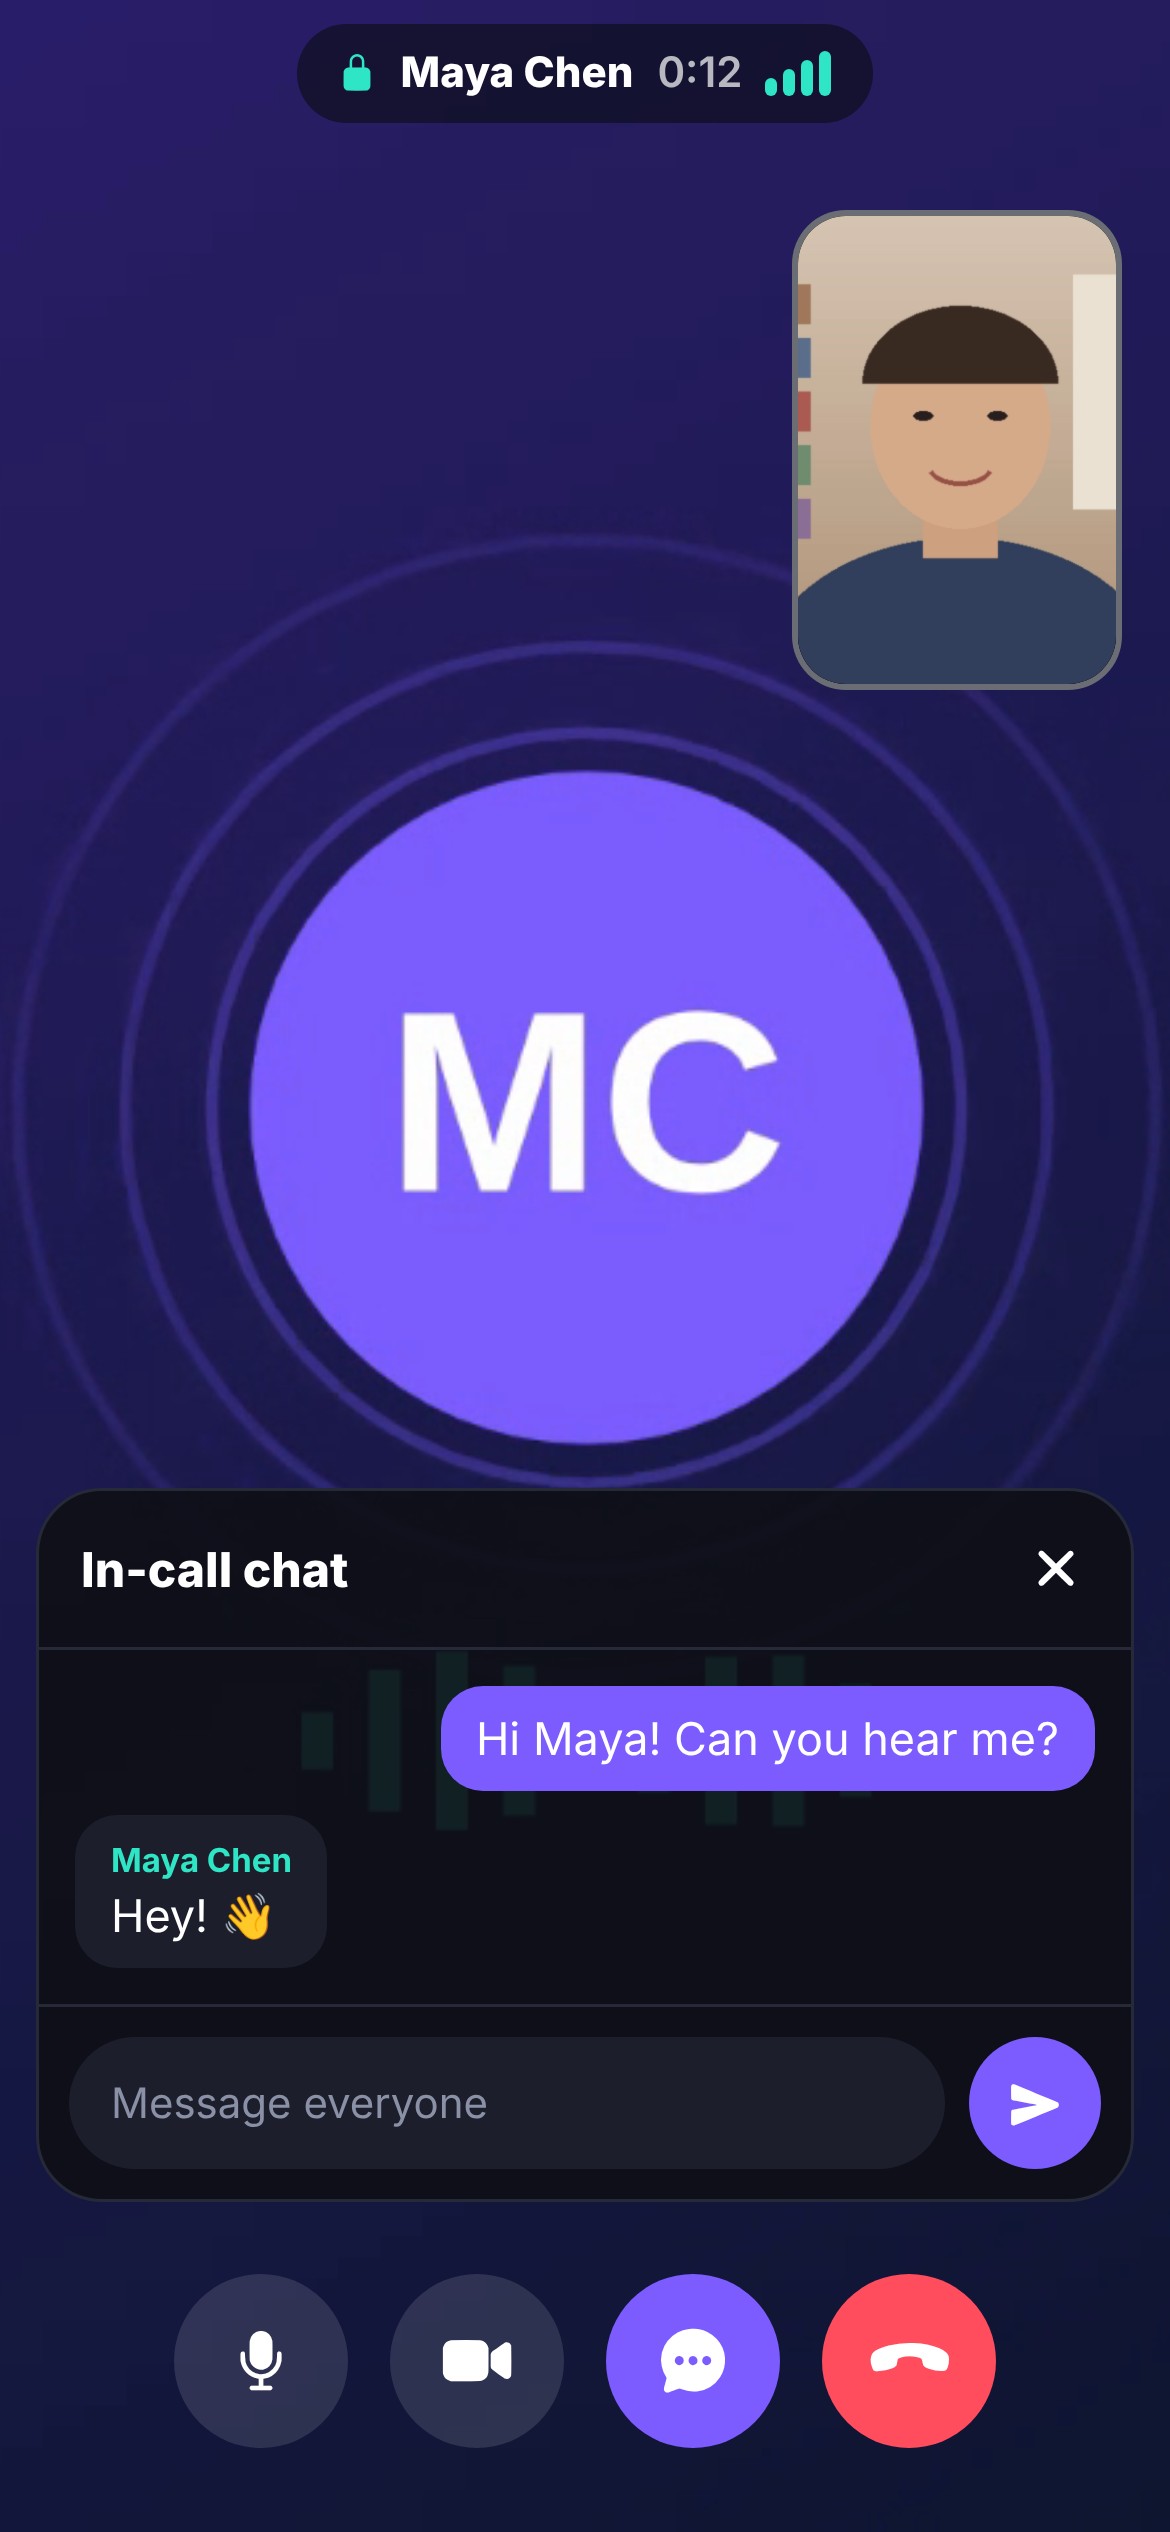 Maya Chen 0:12
MC
In-call chat
Hi Maya! Can you hear me?
Maya Chen
Hey! 👋
Message everyone